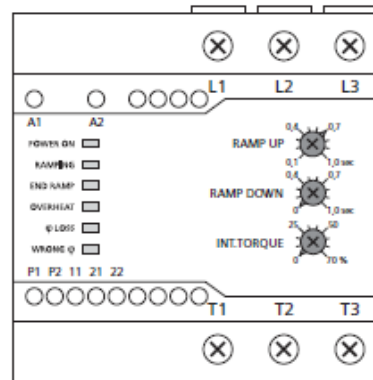 L1 L2 L3
A1 A2
0,4 0,7
POWER ON
RAMP UP
RAMPING
0,1 1,0 sec
0,4 0,7
END RAMP
RAMP DOWN
OVERHEAT
0 1,0 sec
25 50
φ LOSS
INT.TORQUE
WRONG φ
0 70 %
P1 P2 11 21 22
T1 T2 T3